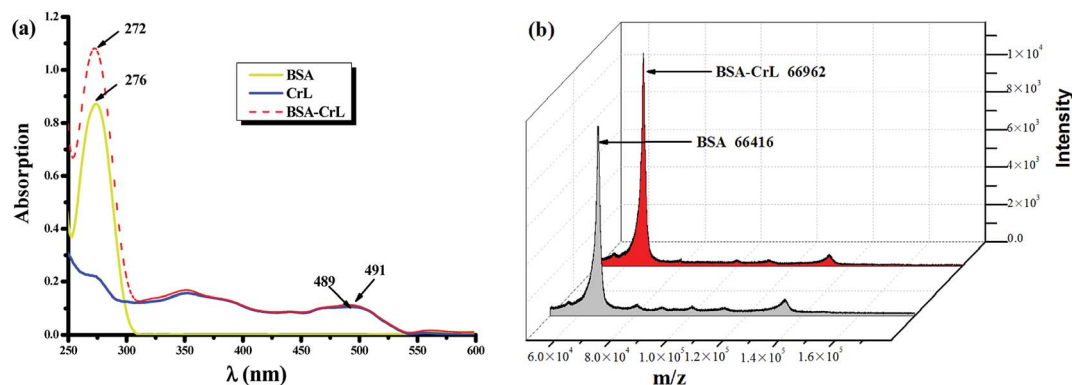 (a)
1.2
1.0
0.8
0.6
0.4
0.2
0.0
Absorption
272
276
BSA
CrL
BSA-CrL
489
491
250
300
350
400
450
500
550
600
λ (nm)
(b)
BSA-CrL 66962
BSA 66416
1×10⁴
8×10³
6×10³
4×10³
2×10³
0.0
Intensity
6.0×10⁴
8.0×10⁴
1.0×10⁵
1.2×10⁵
1.4×10⁵
1.6×10⁵
m/z